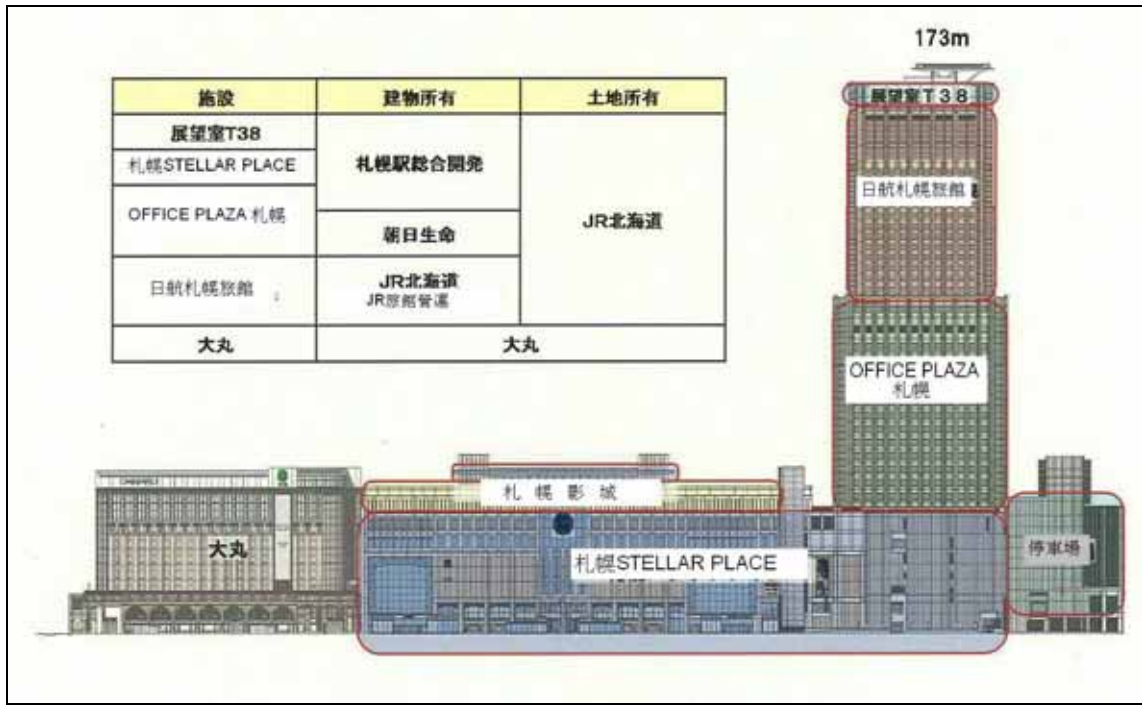 173m
施設 建物所有 土地所有
展望室T38
札幌STELLAR PLACE
札幌駅総合開発
OFFICE PLAZA 札幌
朝日生命
JR北海道
日航札幌旅館
JR北海道
JR旅館管運
大丸 大丸
展望室T38
日航札幌旅館
OFFICE PLAZA
札幌
札幌影城
大丸
札幌STELLAR PLACE
停車場